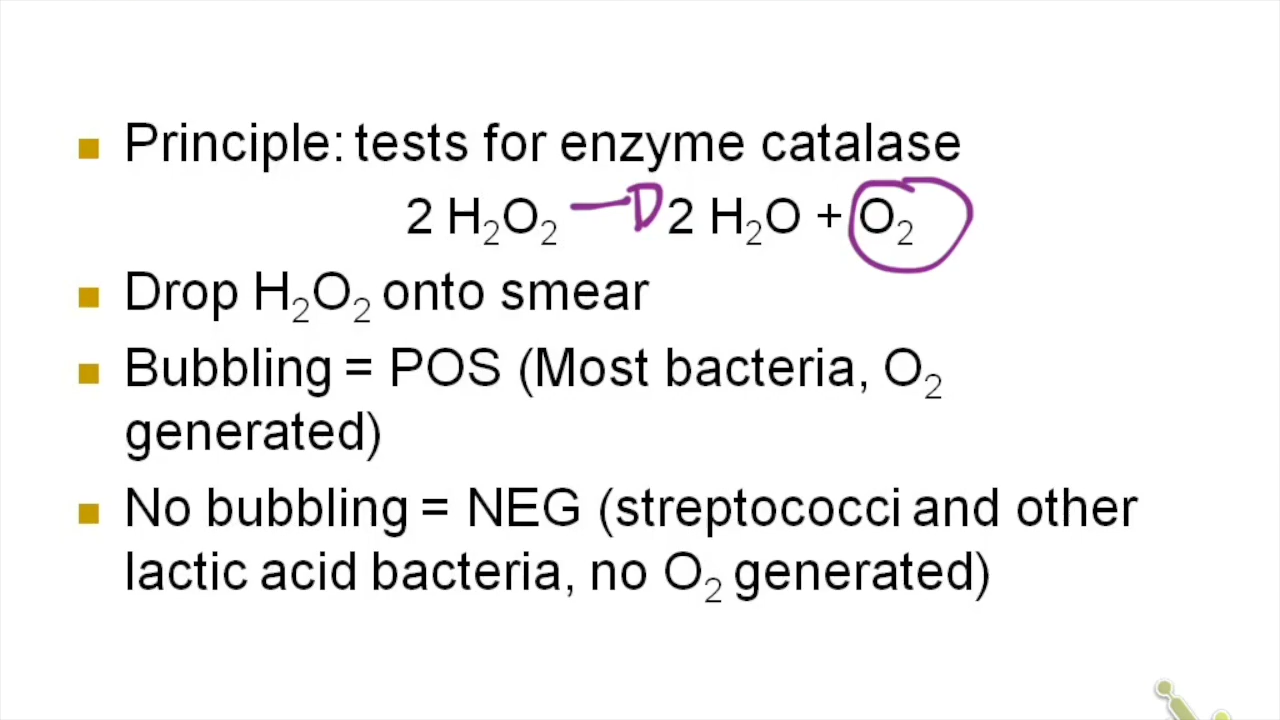 Principle: tests for enzyme catalase
2 H₂O₂ → 2 H₂O + O₂
Drop H₂O₂ onto smear
Bubbling = POS (Most bacteria, O₂
generated)
No bubbling = NEG (streptococci and other
lactic acid bacteria, no O₂ generated)